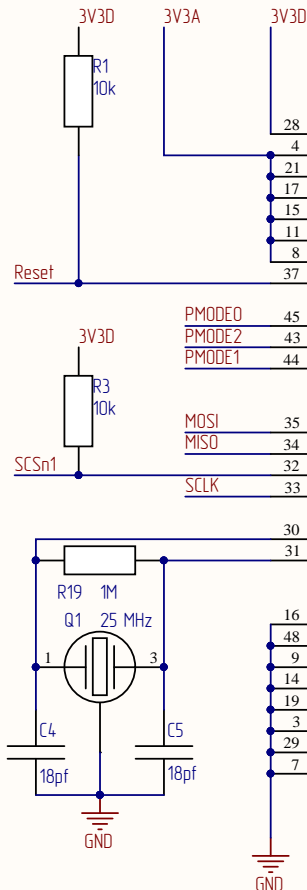 3V3D 3V3A 3V3D
R1
10k
28
4
21
17
15
11
8
Reset 37
PMODE0 45
PMODE2 43
PMODE1 44
3V3D
R3
10k
MOSI 35
MISO 34
SCSn1 32
SCLK 33
30
31
R19 1M
Q1 25 MHz
1 3
16
48
9
14
19
3
29
7
C4 C5
18pf 18pf
GND
GND